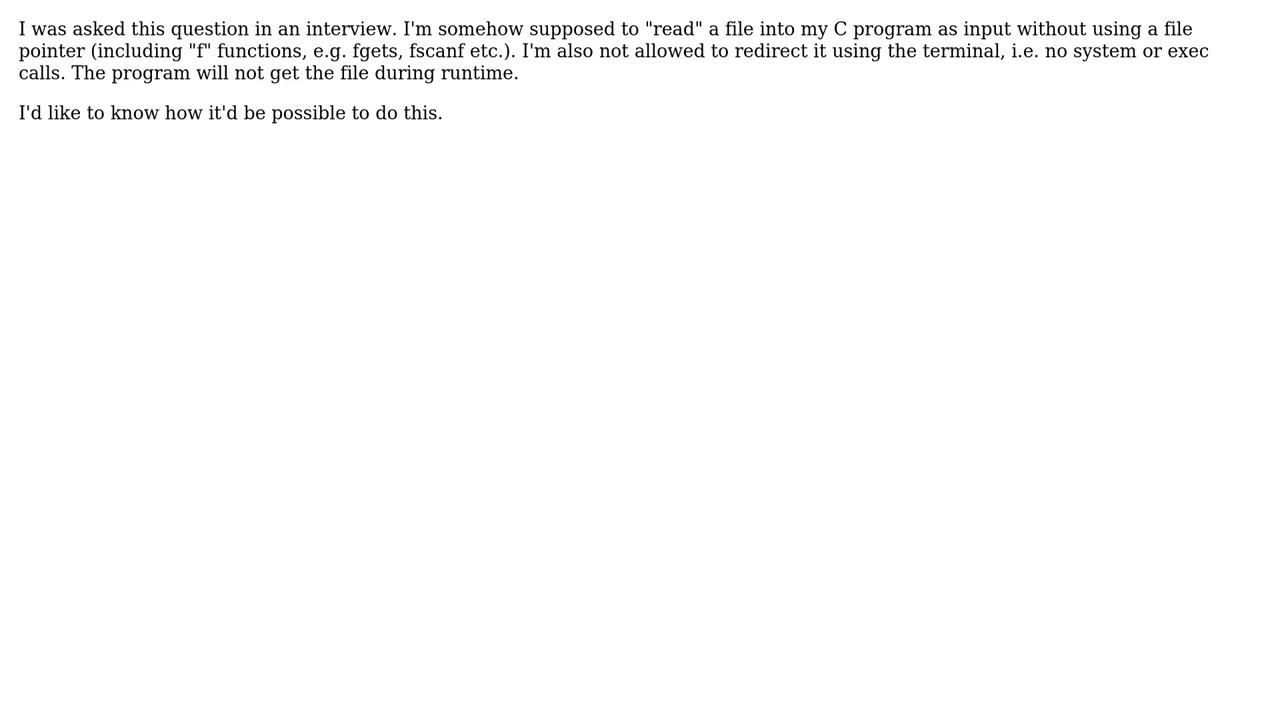 I was asked this question in an interview. I'm somehow supposed to "read" a file into my C program as input without using a file
pointer (including "f" functions, e.g. fgets, fscanf etc.). I'm also not allowed to redirect it using the terminal, i.e. no system or exec
calls. The program will not get the file during runtime.
I'd like to know how it'd be possible to do this.